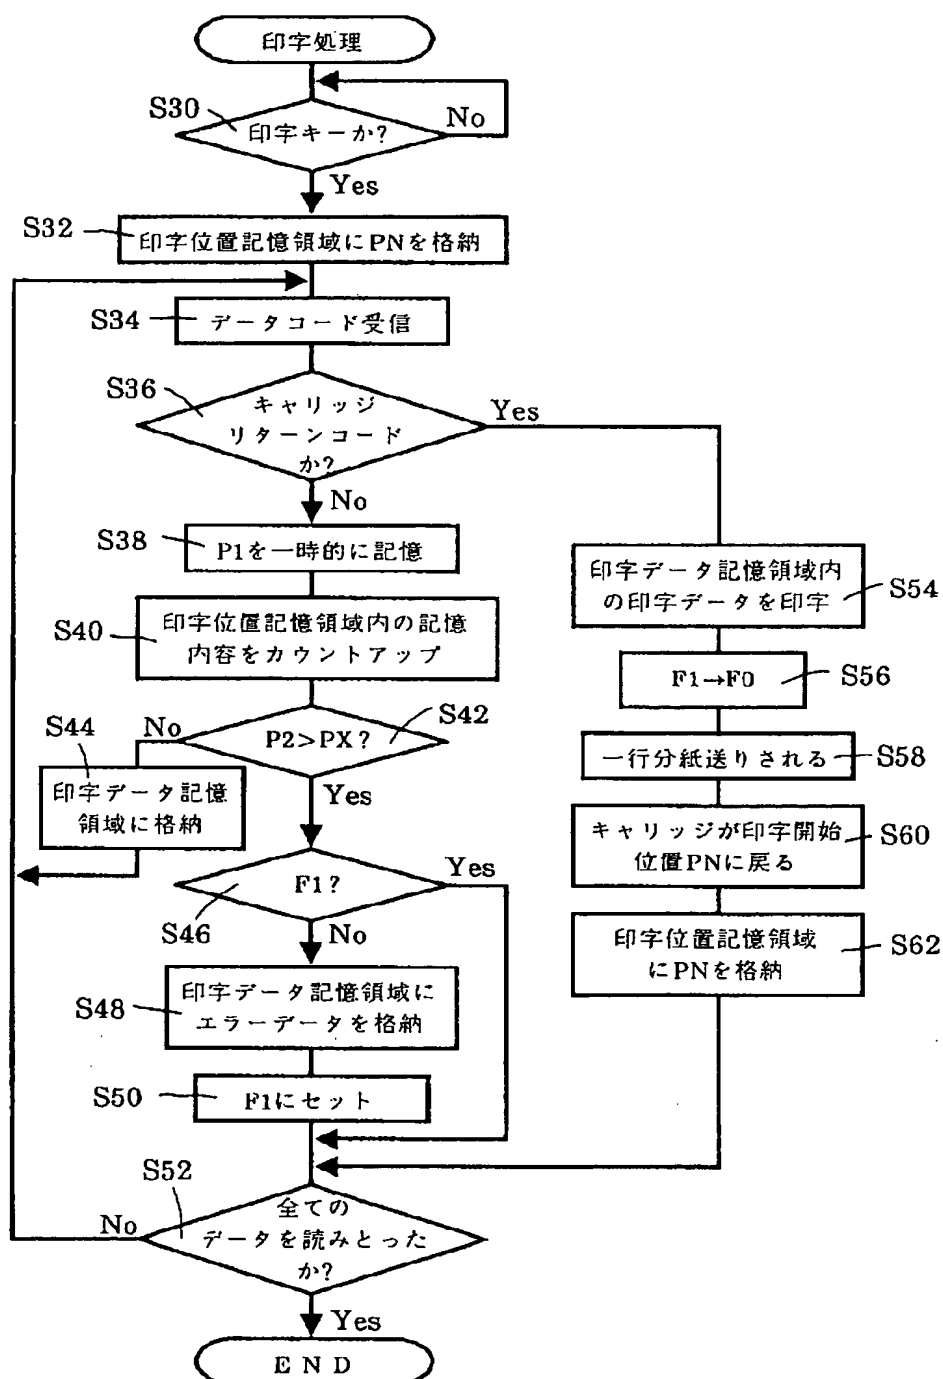 印字処理
S30
印字キーか?
No
Yes
S32
印字位置記憶領域にPNを格納
S34
データコード受信
S36
キャリッジ
リターンコード
か?
Yes
No
S38
P1を一時的に記憶
S40
印字位置記憶領域内の記憶
内容をカウントアップ
S42
P2>PX?
No
Yes
S44
印字データ記憶
領域に格納
F1?
S46
Yes
No
S48
印字データ記憶領域に
エラーデータを格納
S50
F1にセット
S54
印字データ記憶領域内
の印字データを印字
S56
F1→F0
S58
一行分紙送りされる
S60
キャリッジが印字開始
位置PNに戻る
S62
印字位置記憶領域
にPNを格納
S52
全ての
データを読みとった
か?
No
Yes
END